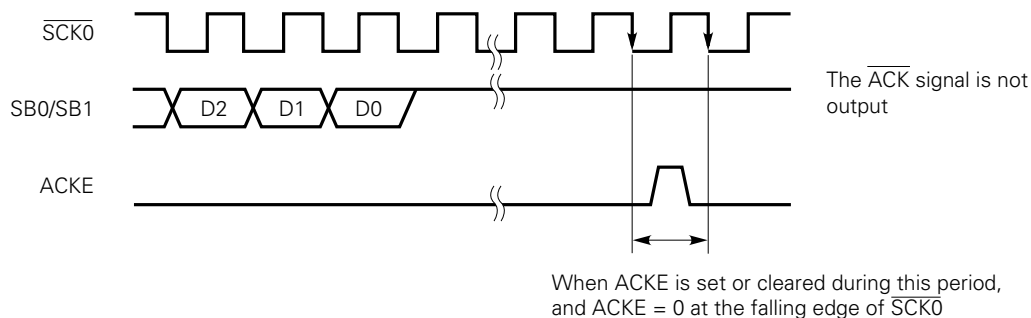 SCK0
The ACK signal is not
output
SB0/SB1
D2
D1
D0
ACKE
When ACKE is set or cleared during this period,
and ACKE = 0 at the falling edge of SCK0